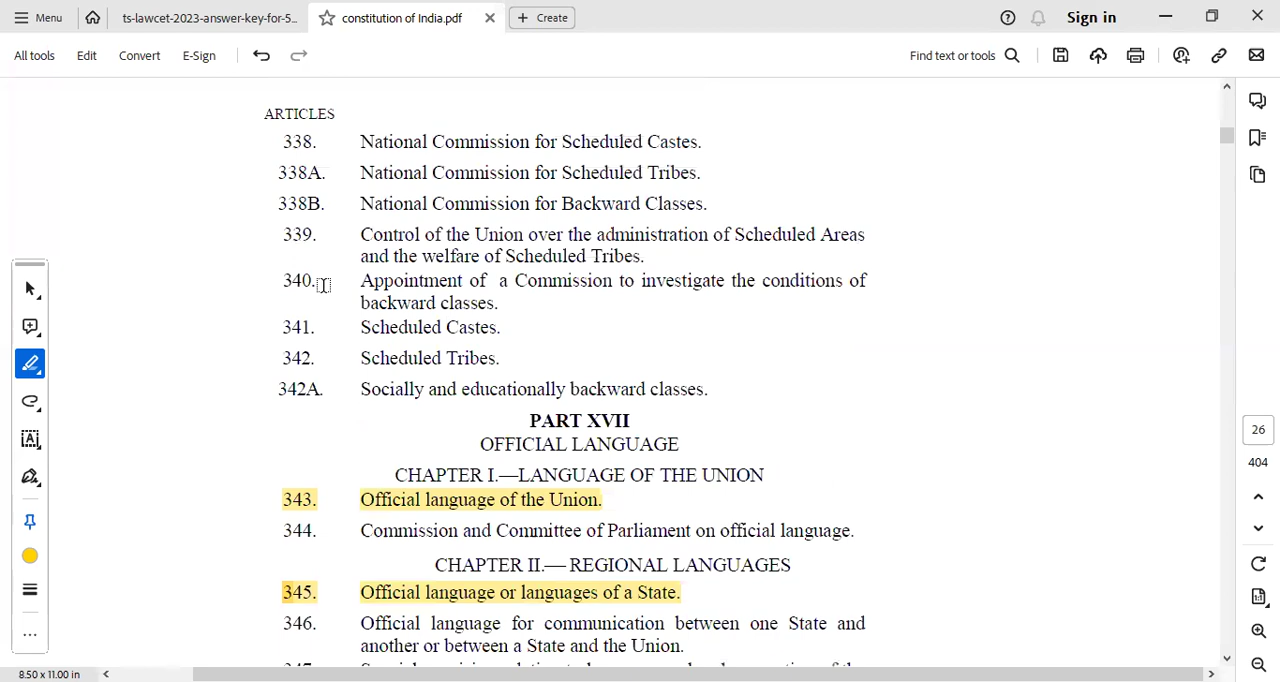 Menu
ts-lawcet-2023-answer-key-for-5...
constitution of India.pdf
Create
Sign in
All tools
Edit
Convert
E-Sign
Find text or tools
ARTICLES
338. National Commission for Scheduled Castes.
338A. National Commission for Scheduled Tribes.
338B. National Commission for Backward Classes.
339. Control of the Union over the administration of Scheduled Areas
and the welfare of Scheduled Tribes.
340. Appointment of a Commission to investigate the conditions of
backward classes.
341. Scheduled Castes.
342. Scheduled Tribes.
342A. Socially and educationally backward classes.
PART XVII
OFFICIAL LANGUAGE
CHAPTER I.—LANGUAGE OF THE UNION
343. Official language of the Union.
344. Commission and Committee of Parliament on official language.
CHAPTER II.— REGIONAL LANGUAGES
345. Official language or languages of a State.
346. Official language for communication between one State and
another or between a State and the Union.
26
404
8.50 x 11.00 in